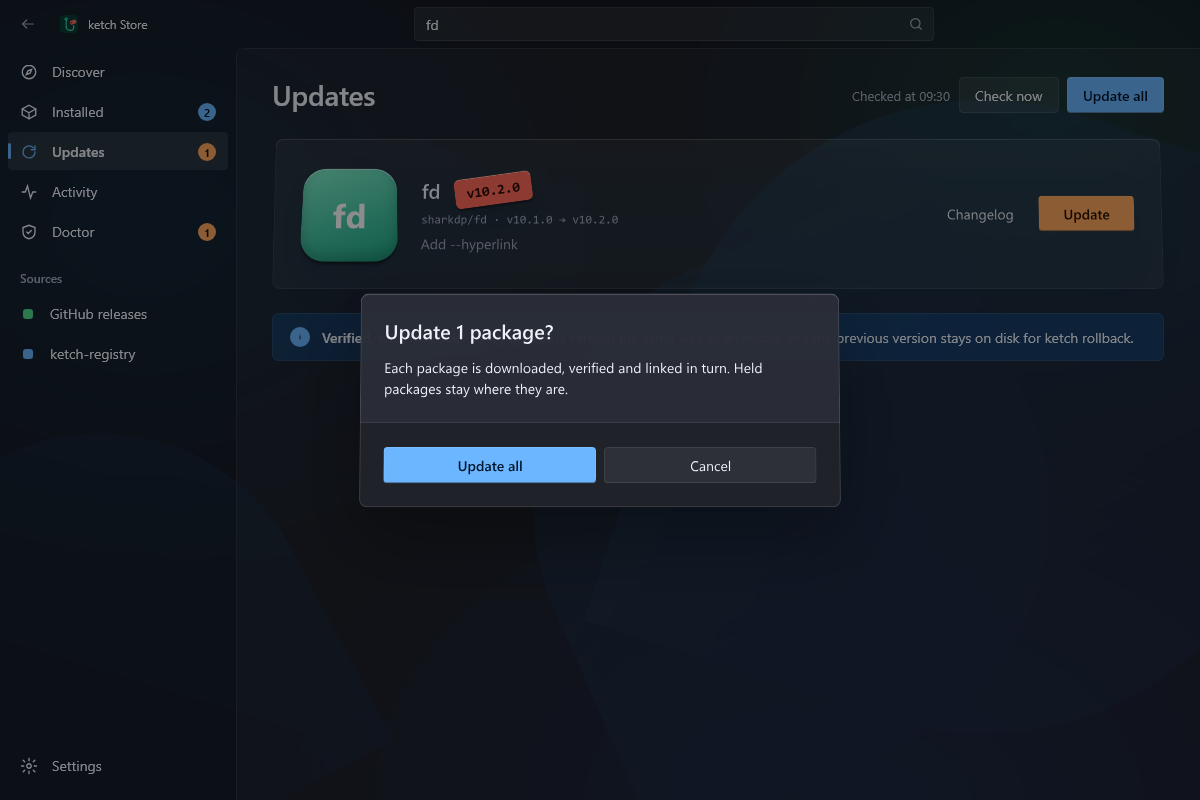 ketch Store
fd
Discover
Installed
2
Updates
1
Activity
Doctor
1
Sources
GitHub releases
ketch-registry
Settings
Updates
Checked at 09:30
Check now
Update all
fd
fd
v10.2.0
sharkdp/fd · v10.1.0 → v10.2.0
Add --hyperlink
Changelog
Update
Verified
previous version stays on disk for ketch rollback.
Update 1 package?
Each package is downloaded, verified and linked in turn. Held
packages stay where they are.
Update all
Cancel